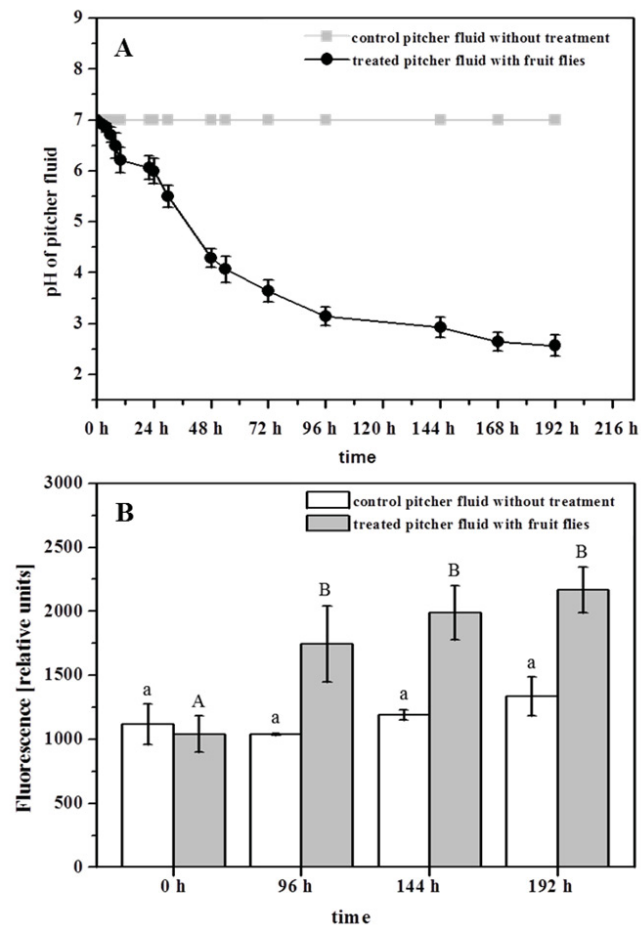 9
8
7
6
5
4
3
2
pH of pitcher fluid
A
control pitcher fluid without treatment
treated pitcher fluid with fruit flies
0 h 24 h 48 h 72 h 96 h 120 h 144 h 168 h 192 h 216 h
time
3000
2500
2000
1500
1000
500
0
Fluorescence [relative units]
B
control pitcher fluid without treatment
treated pitcher fluid with fruit flies
a A a B a B a B
0 h 96 h 144 h 192 h
time